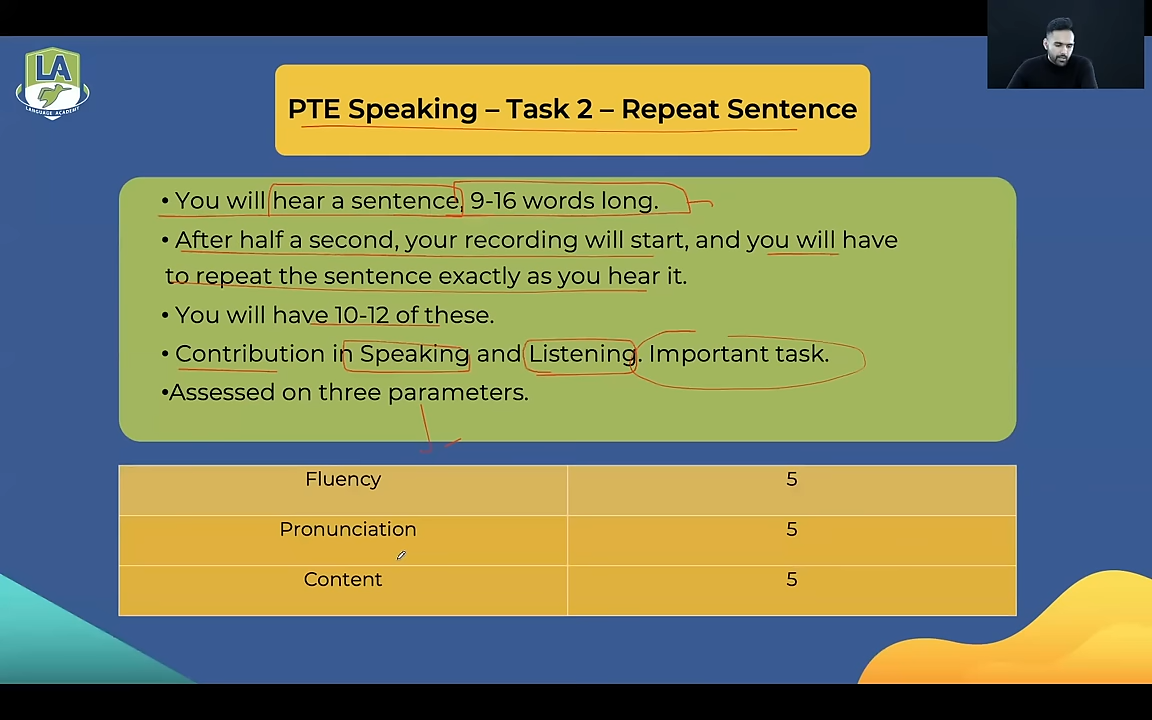 LA
LANGUAGE ACADEMY
PTE Speaking – Task 2 – Repeat Sentence
• You will hear a sentence, 9-16 words long.
• After half a second, your recording will start, and you will have
to repeat the sentence exactly as you hear it.
• You will have 10-12 of these.
• Contribution in Speaking and Listening. Important task.
•Assessed on three parameters.
Fluency 5
Pronunciation 5
Content 5